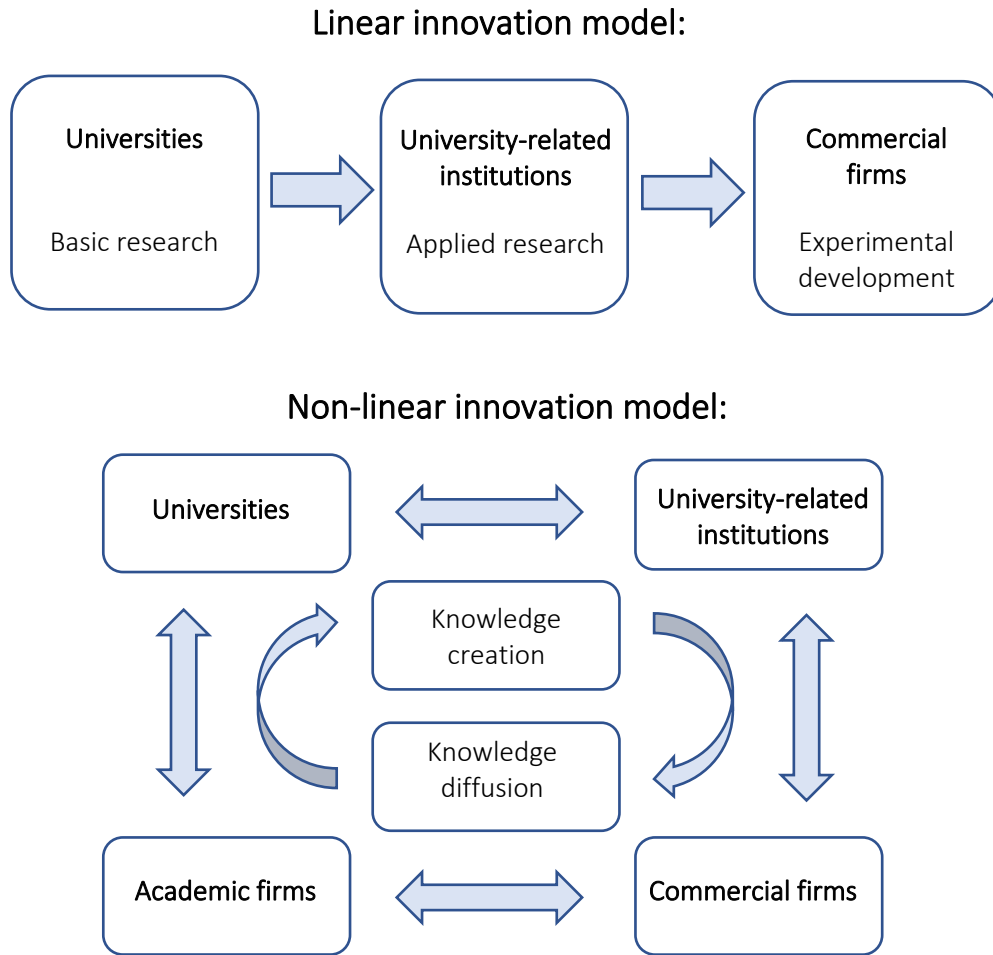 Linear innovation model:
Universities
Basic research
University-related
institutions
Applied research
Commercial
firms
Experimental
development
Non-linear innovation model:
Universities
University-related
institutions
Knowledge
creation
Knowledge
diffusion
Academic firms
Commercial firms